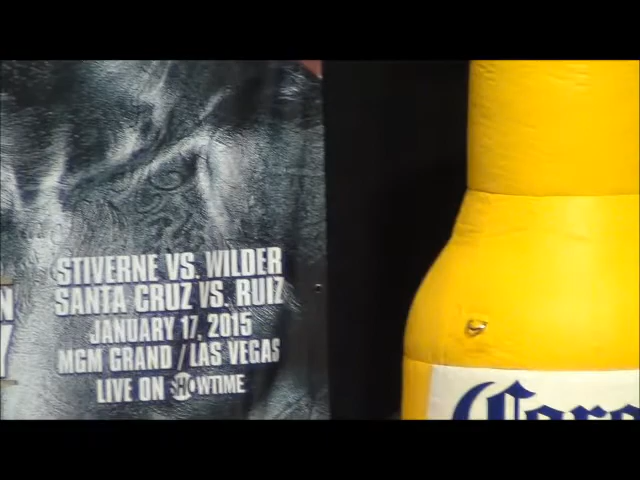 STIVERNE VS. WILDER
SANTA CRUZ VS. RUIZ
JANUARY 17, 2015
MGM GRAND / LAS VEGAS
LIVE ON SHOWTIME